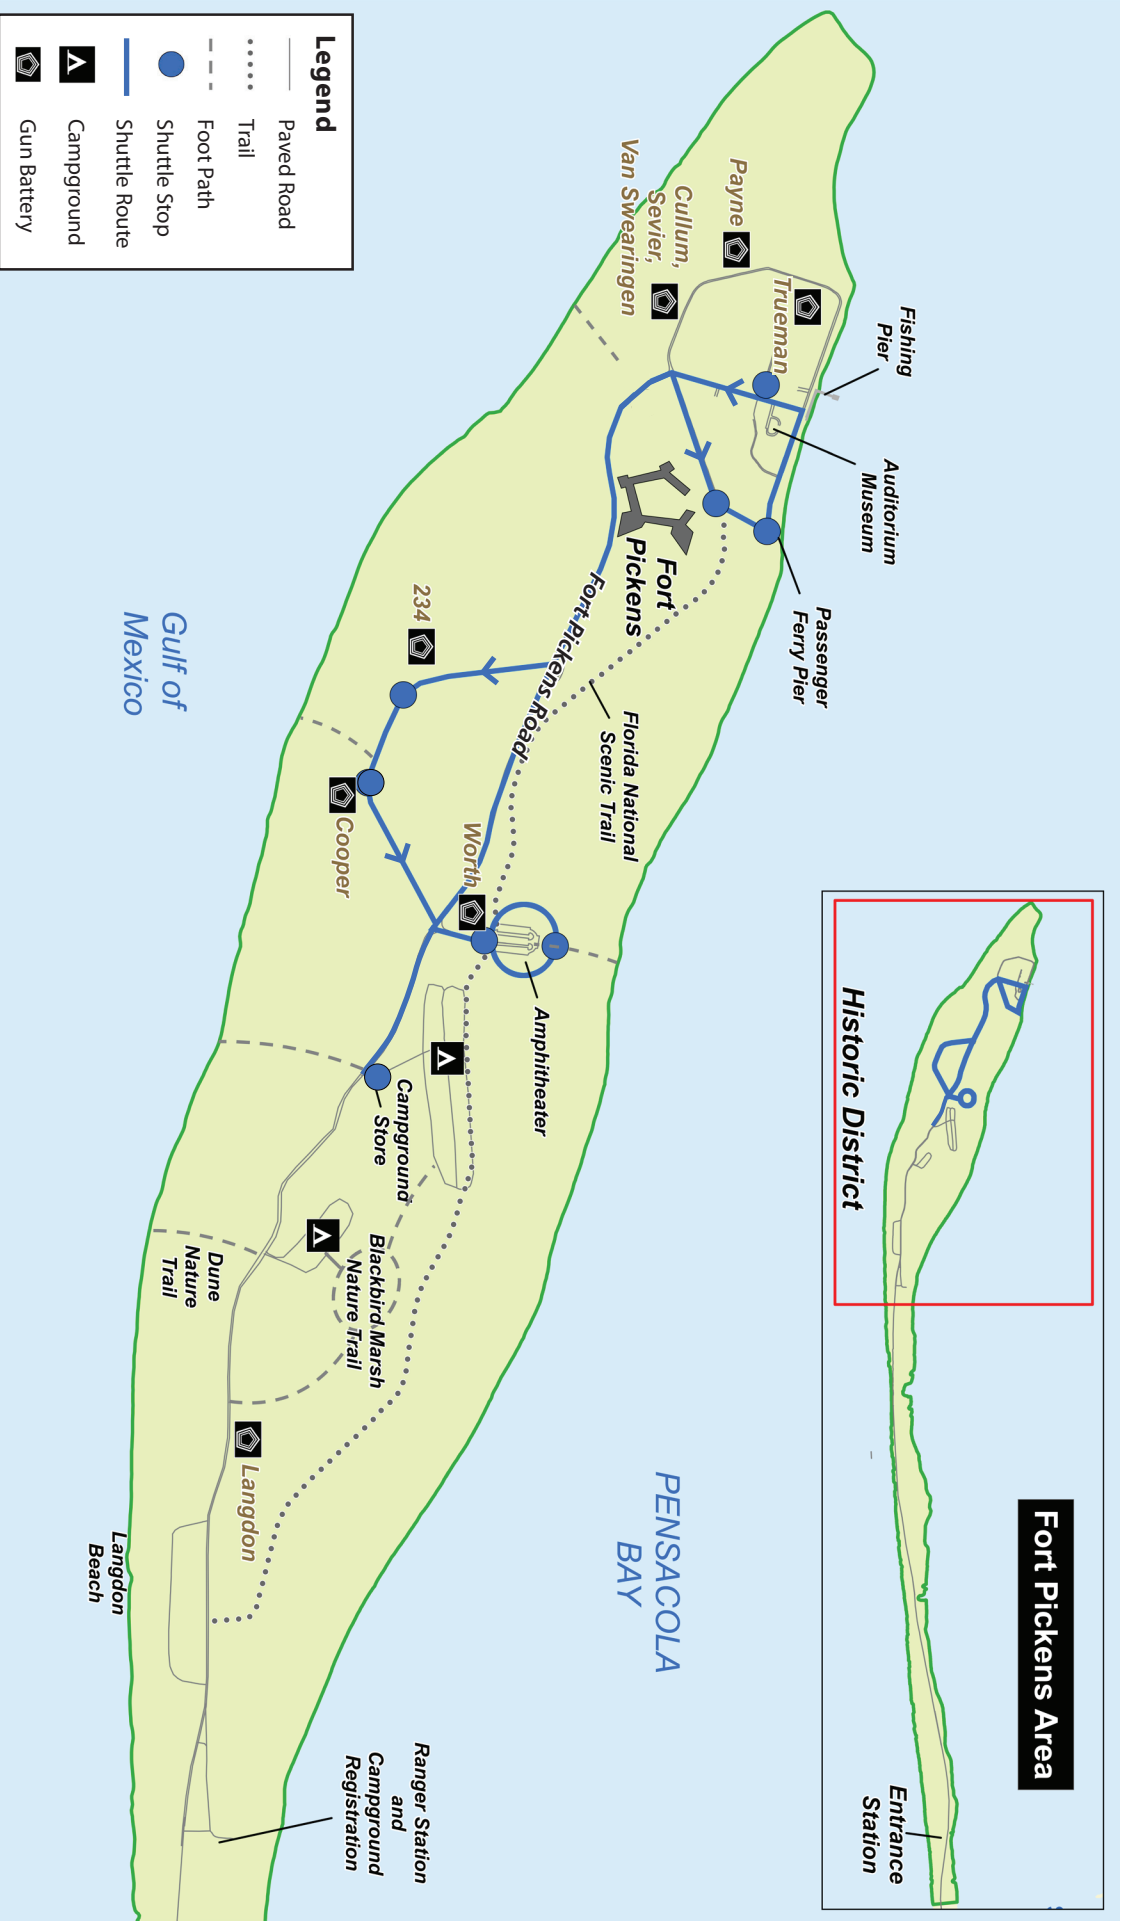 Fort Pickens Area
Entrance
Station
Historic District
Fishing
Pier
Auditorium
Museum
Passenger
Ferry Pier
Trueman
Payne
Cullum,
Sevier,
Van Swearingen
Fort
Pickens
Florida National
Scenic Trail
Fort Pickens Road
PENSACOLA
BAY
234
Cooper
Worth
Amphitheater
Campground
Store
Blackbird Marsh
Nature Trail
Dune
Nature
Trail
Langdon
Langdon
Beach
Ranger Station
and
Campground
Registration
Gulf of
Mexico
Legend
Paved Road
Trail
Foot Path
Shuttle Stop
Shuttle Route
Campground
Gun Battery